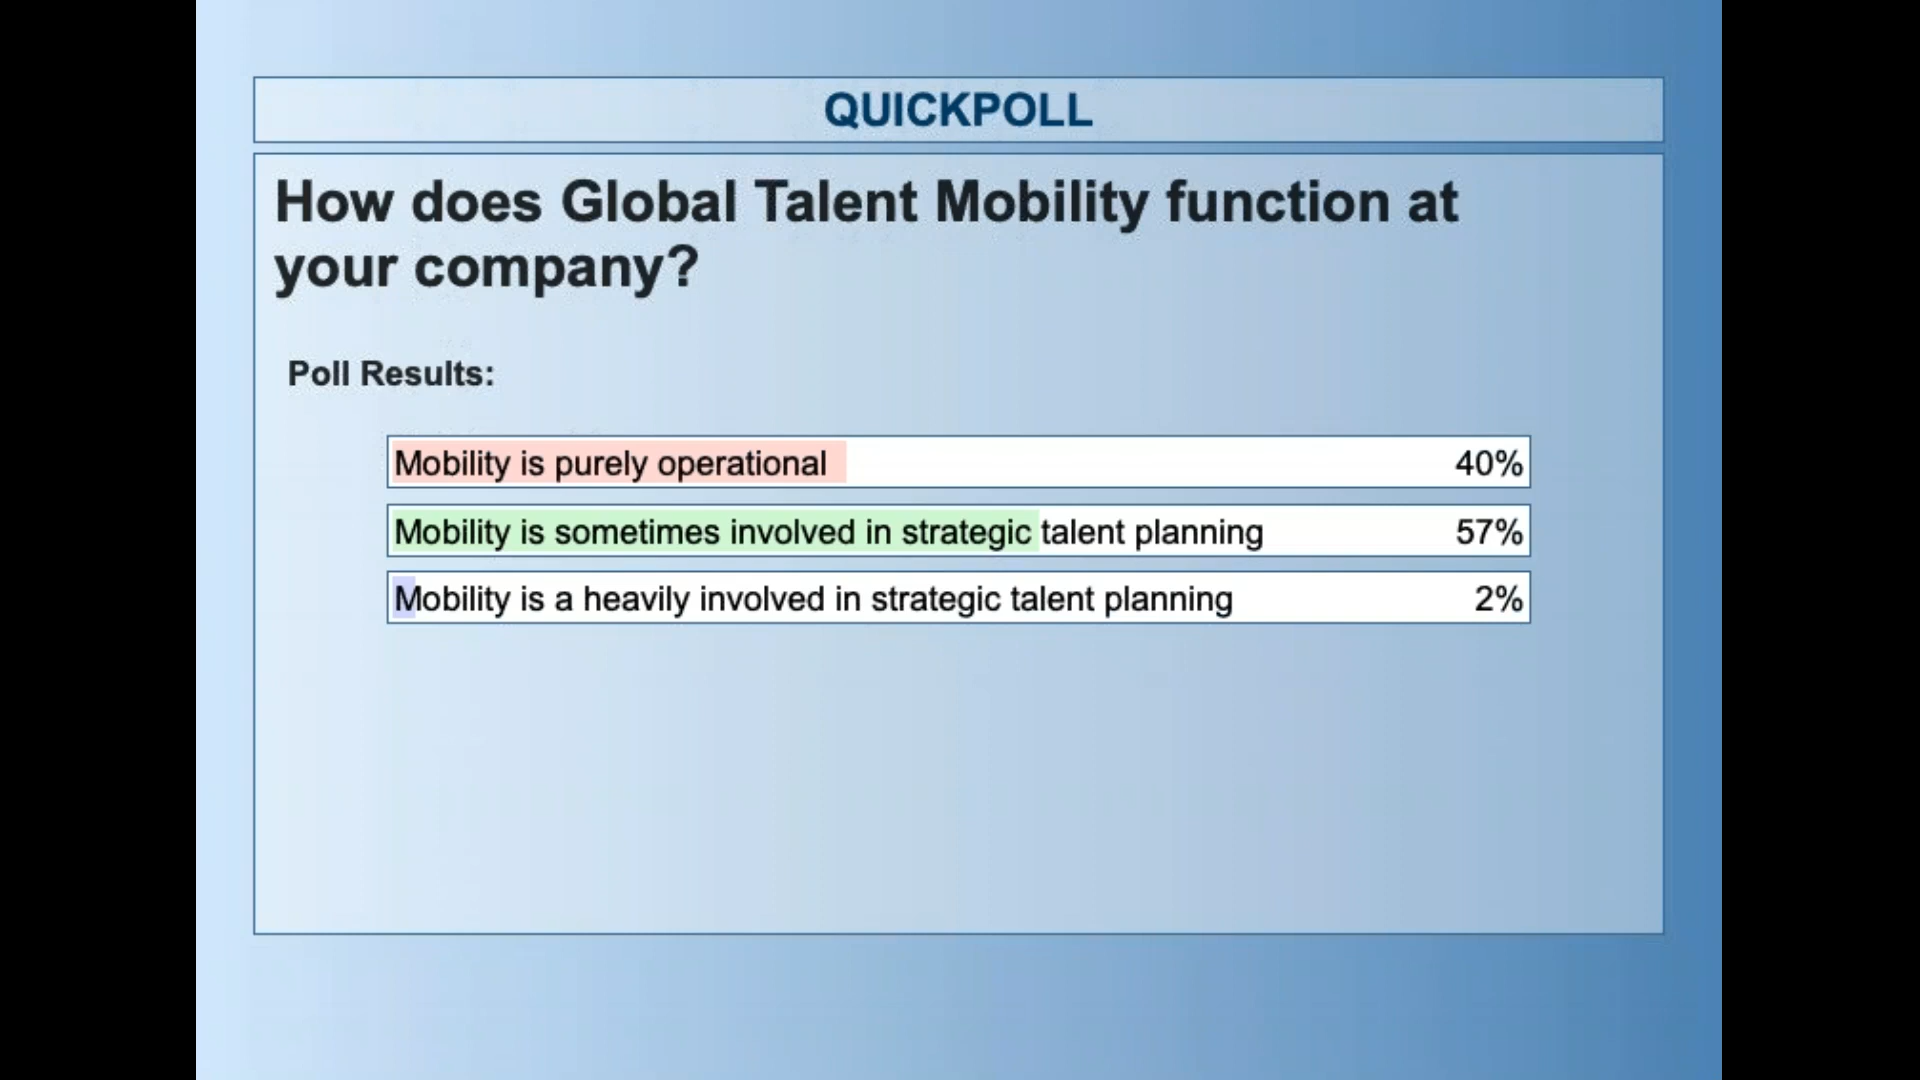 QUICKPOLL
How does Global Talent Mobility function at
your company?
Poll Results:
Mobility is purely operational 40%
Mobility is sometimes involved in strategic talent planning 57%
Mobility is a heavily involved in strategic talent planning 2%